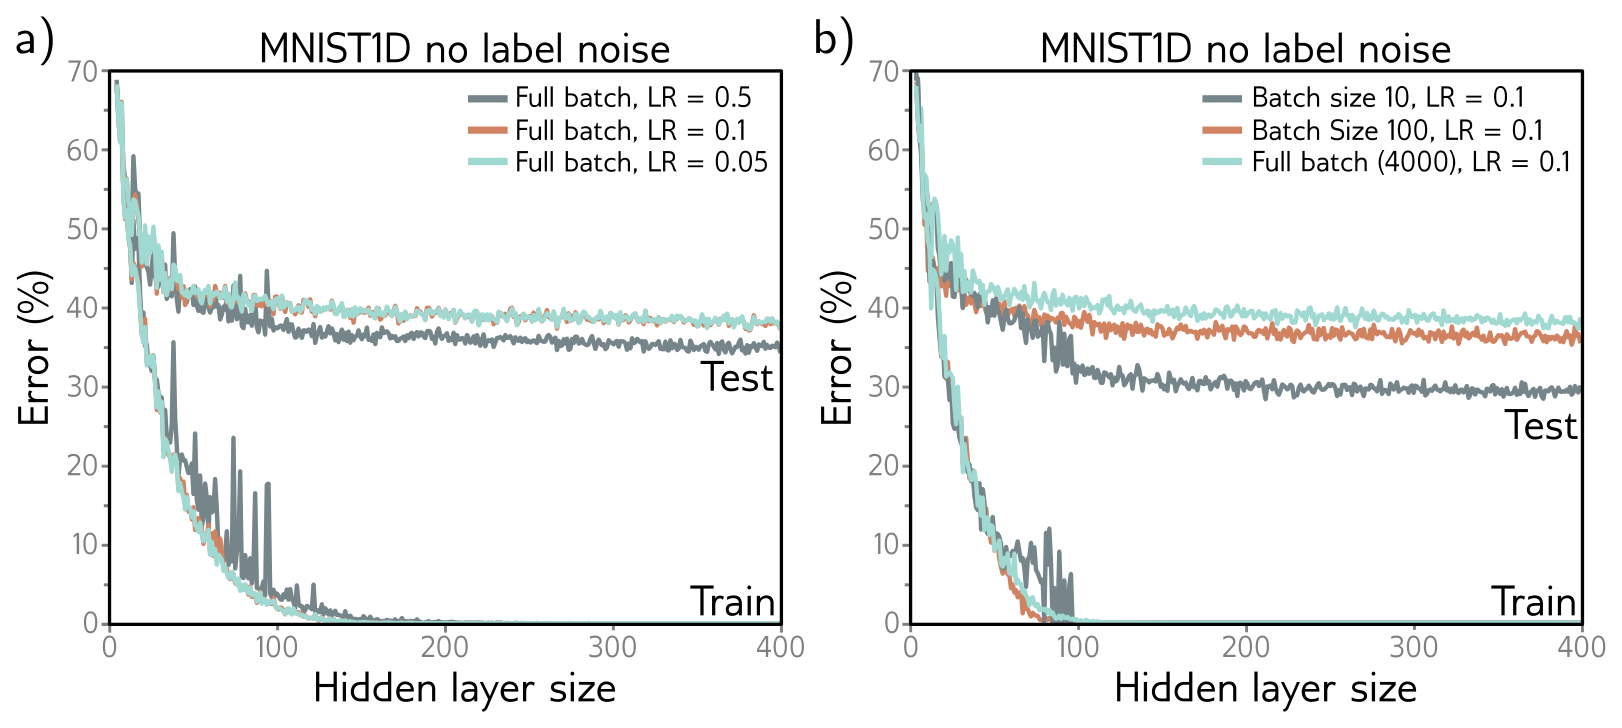 a)
MNIST1D no label noise
Full batch, LR = 0.5
Full batch, LR = 0.1
Full batch, LR = 0.05
70
60
50
40
30
20
10
0
Error (%)
Test
Train
0 100 200 300 400
Hidden layer size
b)
MNIST1D no label noise
Batch size 10, LR = 0.1
Batch Size 100, LR = 0.1
Full batch (4000), LR = 0.1
70
60
50
40
30
20
10
0
Error (%)
Test
Train
0 100 200 300 400
Hidden layer size